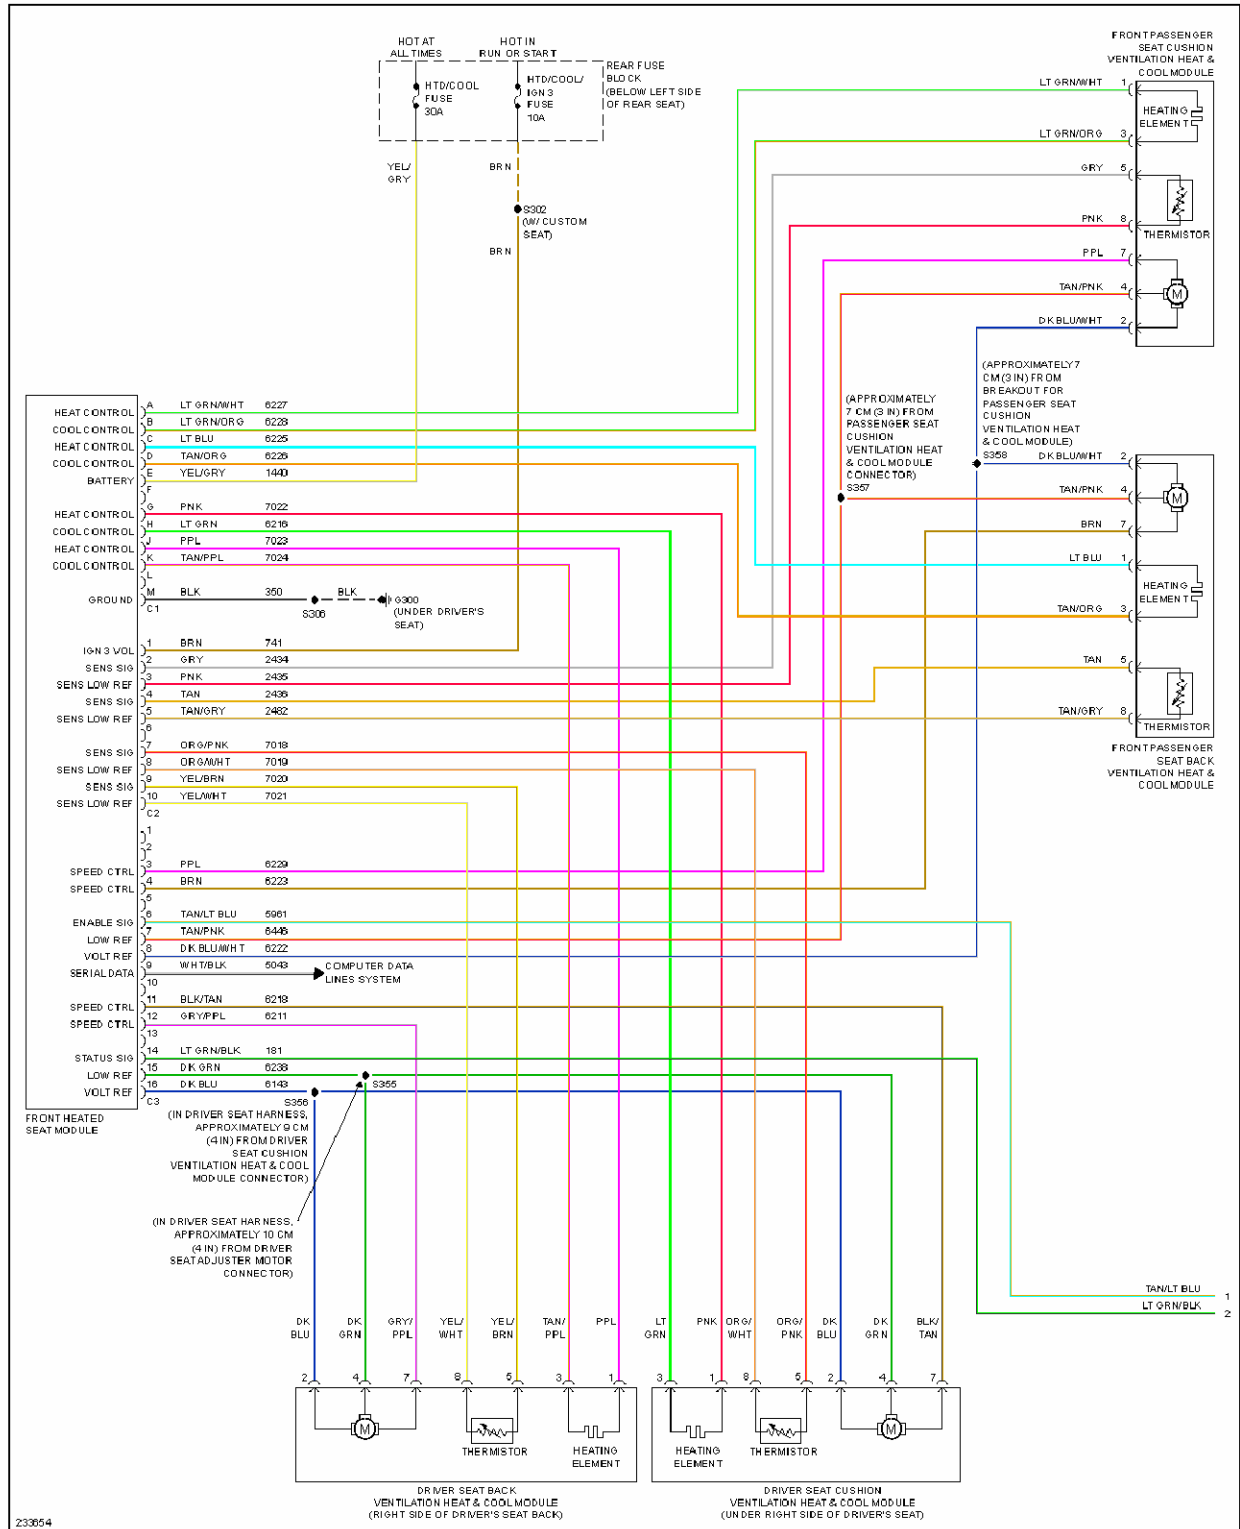 HOT AT
ALL TIMES
HOT IN
RUN OR START
HTD/COOL
FUSE
30A
HTD/COOL/
IGN 3
FUSE
10A
REAR FUSE
BLOCK
(BELOW LEFT SIDE
OF REAR SEAT)
YEL/
GRY
BRN
S302
(W/ CUSTOM
SEAT)
BRN
FRONT PASSENGER
SEAT CUSHION
VENTILATION HEAT &
COOL MODULE
LT GRN/WHT 1
HEATING
ELEMENT
LT GRN/ORG 3
GRY 5
PNK 8
THERMISTOR
PPL 7
TAN/PNK 4
M
DK BLU/WHT 2
(APPROXIMATELY 7
CM (3 IN) FROM
BREAKOUT FOR
PASSENGER SEAT
CUSHION
VENTILATION HEAT
& COOL MODULE)
S358
(APPROXIMATELY
7 CM (3 IN) FROM
PASSENGER SEAT
CUSHION
VENTILATION HEAT
& COOL MODULE
CONNECTOR)
S357
DK BLU/WHT 2
TAN/PNK 4
M
BRN 7
LT BLU 1
HEATING
ELEMENT
TAN/ORG 3
TAN 5
TAN/GRY 8
THERMISTOR
FRONT PASSENGER
SEAT BACK
VENTILATION HEAT &
COOL MODULE
HEAT CONTROL A LT GRN/WHT 6227
COOL CONTROL B LT GRN/ORG 6228
HEAT CONTROL C LT BLU 6225
COOL CONTROL D TAN/ORG 6226
BATTERY E YEL/GRY 1440
F
HEAT CONTROL G PNK 7022
COOL CONTROL H LT GRN 6216
HEAT CONTROL J PPL 7023
COOL CONTROL K TAN/PPL 7024
L
GROUND M BLK 350
C1
S306
BLK
G300
(UNDER DRIVER'S
SEAT)
IGN 3 VOL 1 BRN 741
SENS SIG 2 GRY 2434
SENS LOW REF 3 PNK 2435
SENS SIG 4 TAN 2436
SENS LOW REF 5 TAN/GRY 2482
6
SENS SIG 7 ORG/PNK 7018
SENS LOW REF 8 ORG/WHT 7019
SENS SIG 9 YEL/BRN 7020
SENS LOW REF 10 YEL/WHT 7021
C2
1
2
SPEED CTRL 3 PPL 6229
SPEED CTRL 4 BRN 6223
5
ENABLE SIG 6 TAN/LT BLU 5961
LOW REF 7 TAN/PNK 6446
VOLT REF 8 DK BLU/WHT 6222
SERIAL DATA 9 WHT/BLK 5043
COMPUTER DATA
LINES SYSTEM
10
SPEED CTRL 11 BLK/TAN 6218
SPEED CTRL 12 GRY/PPL 6211
13
STATUS SIG 14 LT GRN/BLK 181
LOW REF 15 DK GRN 6238
VOLT REF 16 DK BLU 6143
C3
S355
S356
FRONT HEATED
SEAT MODULE
(IN DRIVER SEAT HARNESS,
APPROXIMATELY 9 CM
(4 IN) FROM DRIVER
SEAT CUSHION
VENTILATION HEAT & COOL
MODULE CONNECTOR)
(IN DRIVER SEAT HARNESS,
APPROXIMATELY 10 CM
(4 IN) FROM DRIVER
SEAT ADJUSTER MOTOR
CONNECTOR)
TAN/LT BLU 1
LT GRN/BLK 2
DK
BLU
DK
GRN
GRY/
PPL
YEL/
WHT
YEL/
BRN
TAN/
PPL
PPL
LT
GRN
PNK
ORG/
WHT
ORG/
PNK
DK
BLU
DK
GRN
BLK/
TAN
2 4 7 8 5 3 1 3 1 8 5 2 4 7
M
THERMISTOR
HEATING
ELEMENT
HEATING
ELEMENT
THERMISTOR
M
DRIVER SEAT BACK
VENTILATION HEAT & COOL MODULE
(RIGHT SIDE OF DRIVER'S SEAT BACK)
DRIVER SEAT CUSHION
VENTILATION HEAT & COOL MODULE
(UNDER RIGHT SIDE OF DRIVER'S SEAT)
233654